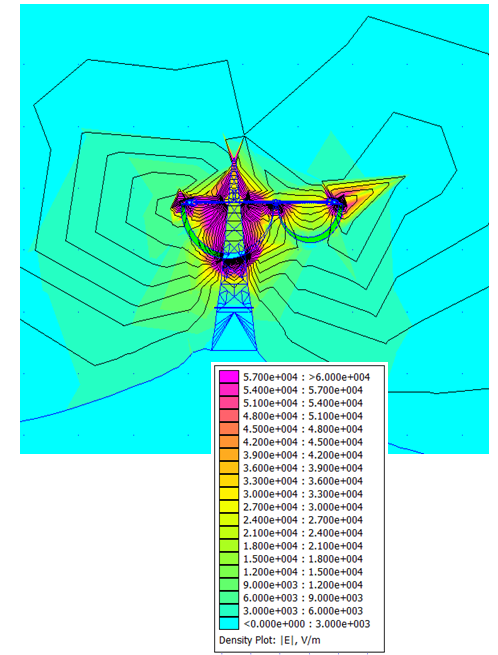 5.700e+004 : >6.000e+004
5.400e+004 : 5.700e+004
5.100e+004 : 5.400e+004
4.800e+004 : 5.100e+004
4.500e+004 : 4.800e+004
4.200e+004 : 4.500e+004
3.900e+004 : 4.200e+004
3.600e+004 : 3.900e+004
3.300e+004 : 3.600e+004
3.000e+004 : 3.300e+004
2.700e+004 : 3.000e+004
2.400e+004 : 2.700e+004
2.100e+004 : 2.400e+004
1.800e+004 : 2.100e+004
1.500e+004 : 1.800e+004
1.200e+004 : 1.500e+004
9.000e+003 : 1.200e+004
6.000e+003 : 9.000e+003
3.000e+003 : 6.000e+003
<0.000e+000 : 3.000e+003
Density Plot: |E|, V/m